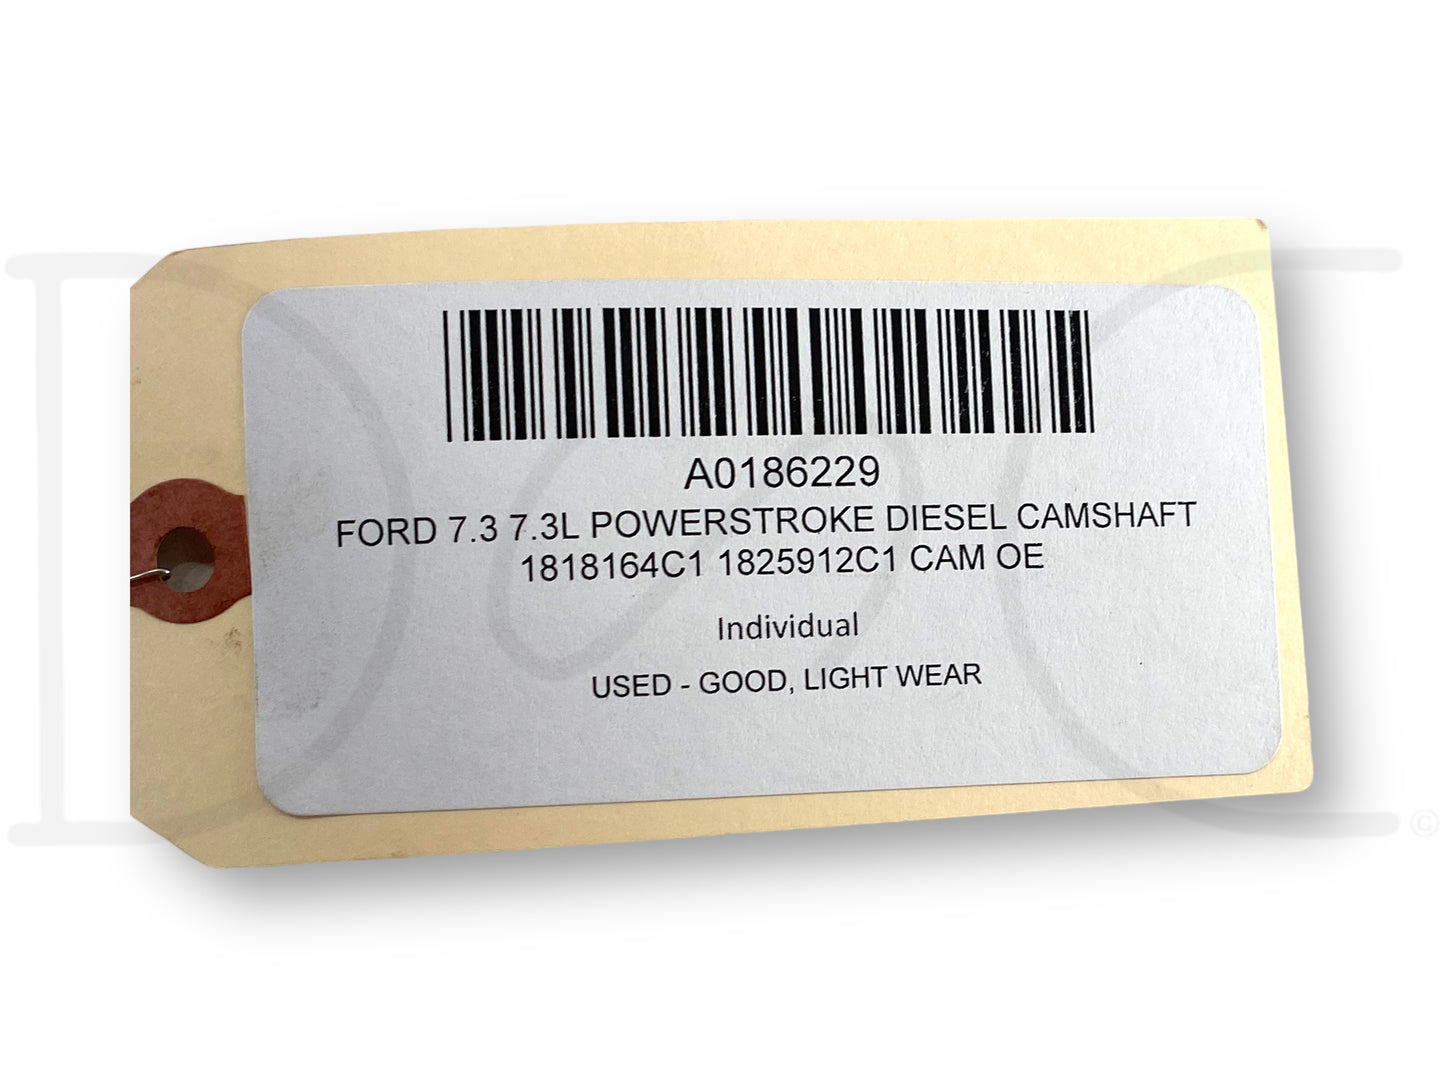 A0186229
FORD 7.3 7.3L POWERSTROKE DIESEL CAMSHAFT
1818164C1 1825912C1 CAM OE
Individual
USED - GOOD, LIGHT WEAR
©